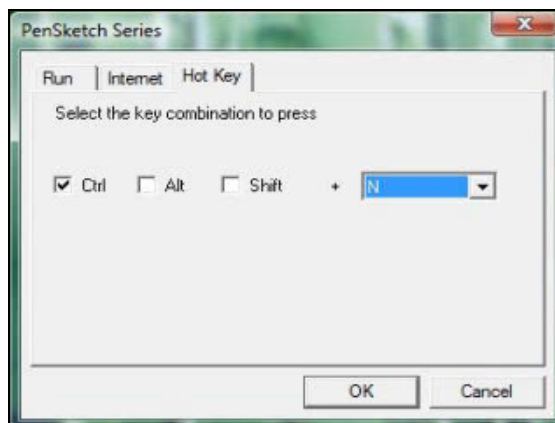 PenSketch Series
Run Internet Hot Key
Select the key combination to press
Ctrl Alt Shift + N
OK Cancel